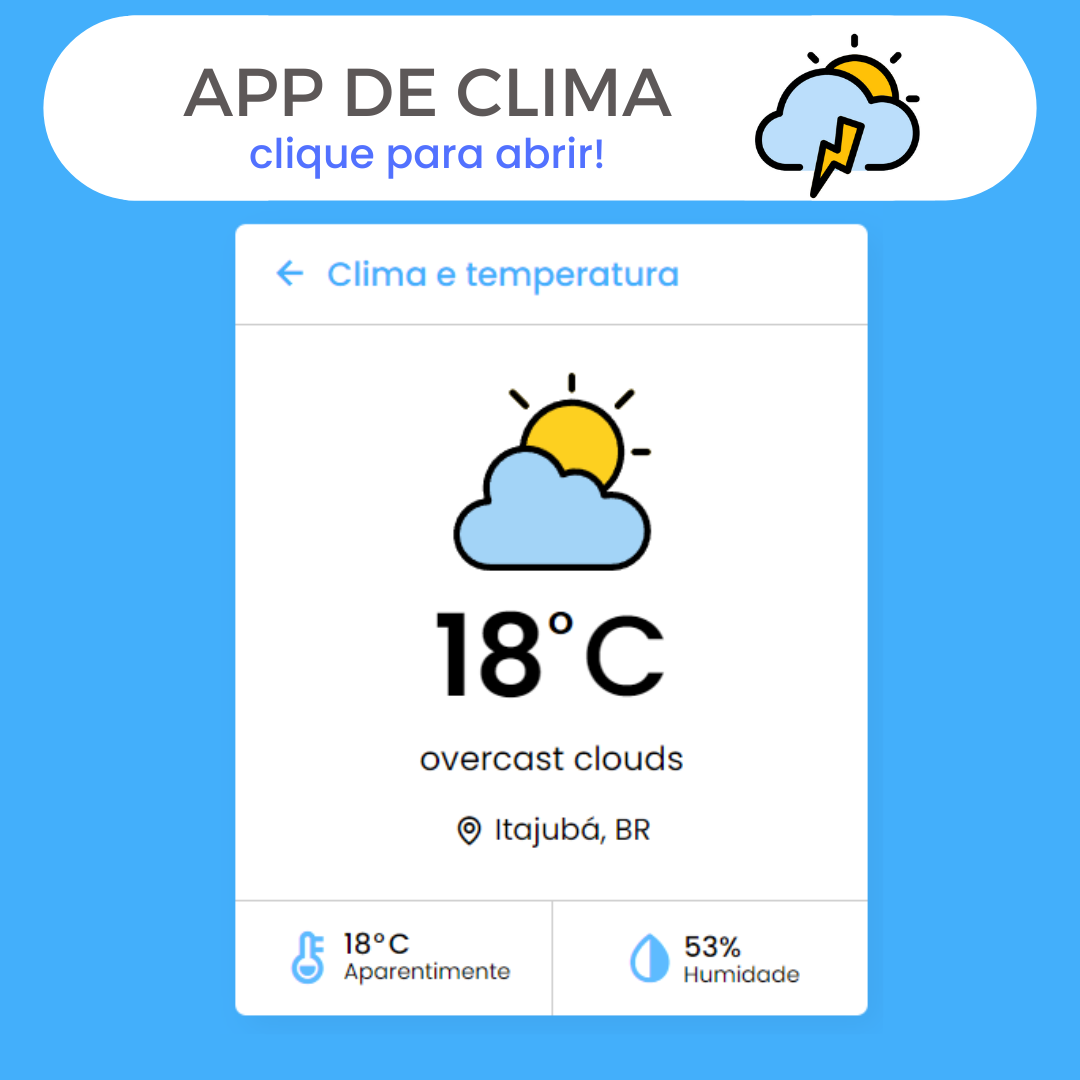 APP DE CLIMA
clique para abrir!
Clima e temperatura
18°C
overcast clouds
Itajubá, BR
18°C
Aparentimente
53%
Humidade